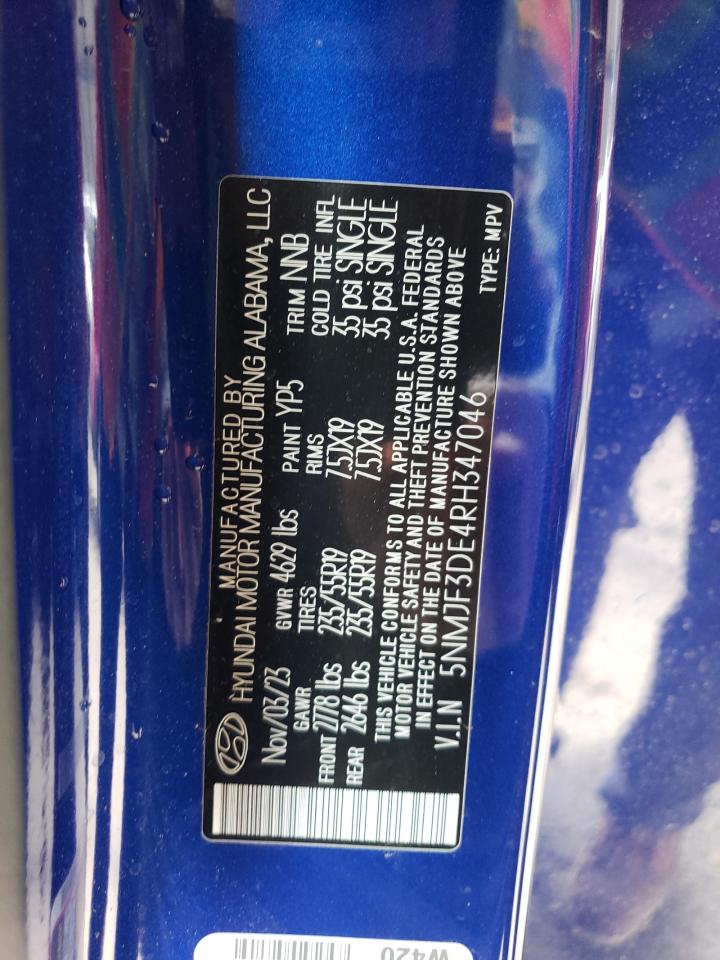 MANUFACTURED BY
HYUNDAI MOTOR MANUFACTURING ALABAMA, LLC
Nov/03/23 GVWR 4629 lbs PAINT YP5 TRIM NNB
GAWR TIRES RIMS COLD TIRE INFL
FRONT 2778 lbs 235/55R19 7.5JX19 35 psi SINGLE
REAR 2646 lbs 235/55R19 7.5JX19 35 psi SINGLE
THIS VEHICLE CONFORMS TO ALL APPLICABLE U.S.A. FEDERAL
MOTOR VEHICLE SAFETY AND THEFT PREVENTION STANDARDS
IN EFFECT ON THE DATE OF MANUFACTURE SHOWN ABOVE
V.I.N 5NMJF3DE4RH347046 TYPE: MPV
W420